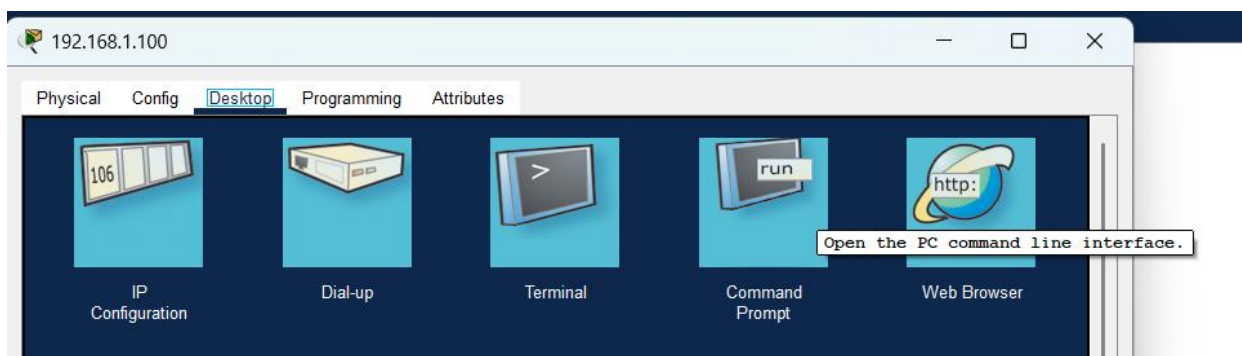 192.168.1.100
Physical Config Desktop Programming Attributes
106
>
run
http:
Open the PC command line interface.
IP
Configuration
Dial-up
Terminal
Command
Prompt
Web Browser